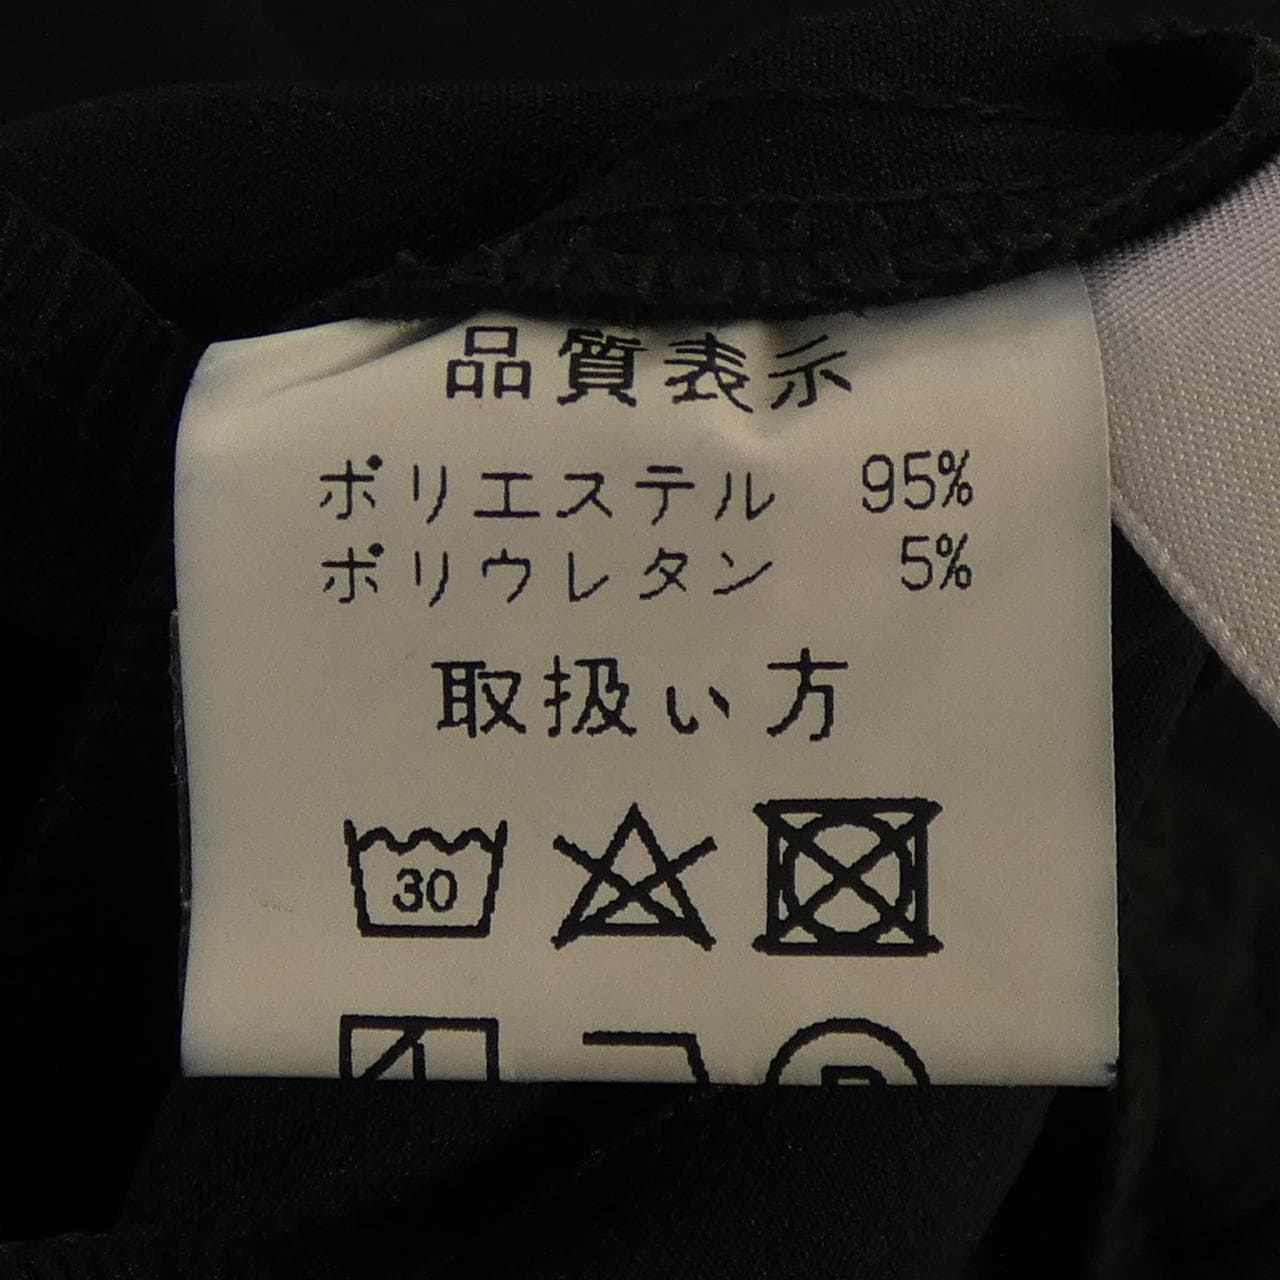 品質表示
ポリエステル 95%
ポリウレタン 5%
取扱い方
30